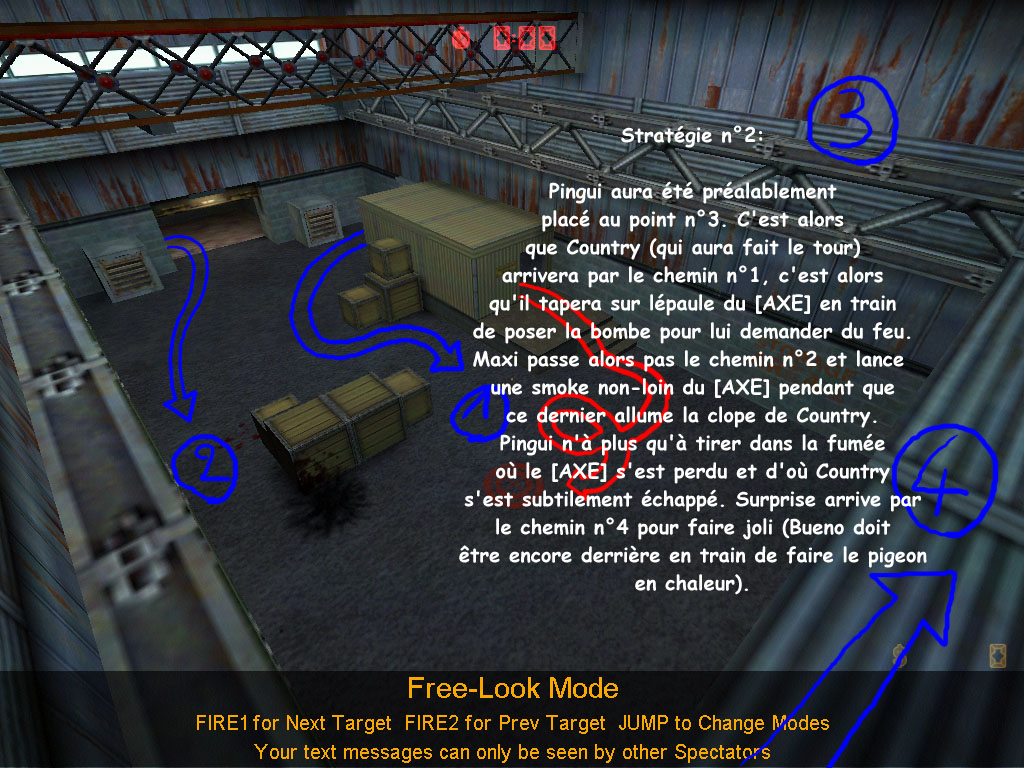 0:00
3
Stratégie n°2:
Pingui aura été préalablement
placé au point n°3. C'est alors
que Country (qui aura fait le tour)
arrivera par le chemin n°1, c'est alors
qu'il tapera sur lépaule du [AXE] en train
de poser la bombe pour lui demander du feu.
Maxi passe alors pas le chemin n°2 et lance
une smoke non-loin du [AXE] pendant que
ce dernier allume la clope de Country.
Pingui n'à plus qu'à tirer dans la fumée
où le [AXE] s'est perdu et d'où Country
s'est subtilement échappé. Surprise arrive par
le chemin n°4 pour faire joli (Bueno doit
être encore derrière en train de faire le pigeon
en chaleur).
1
2
4
$ 0
Free-Look Mode
FIRE1 for Next Target FIRE2 for Prev Target JUMP to Change Modes
Your text messages can only be seen by other Spectators